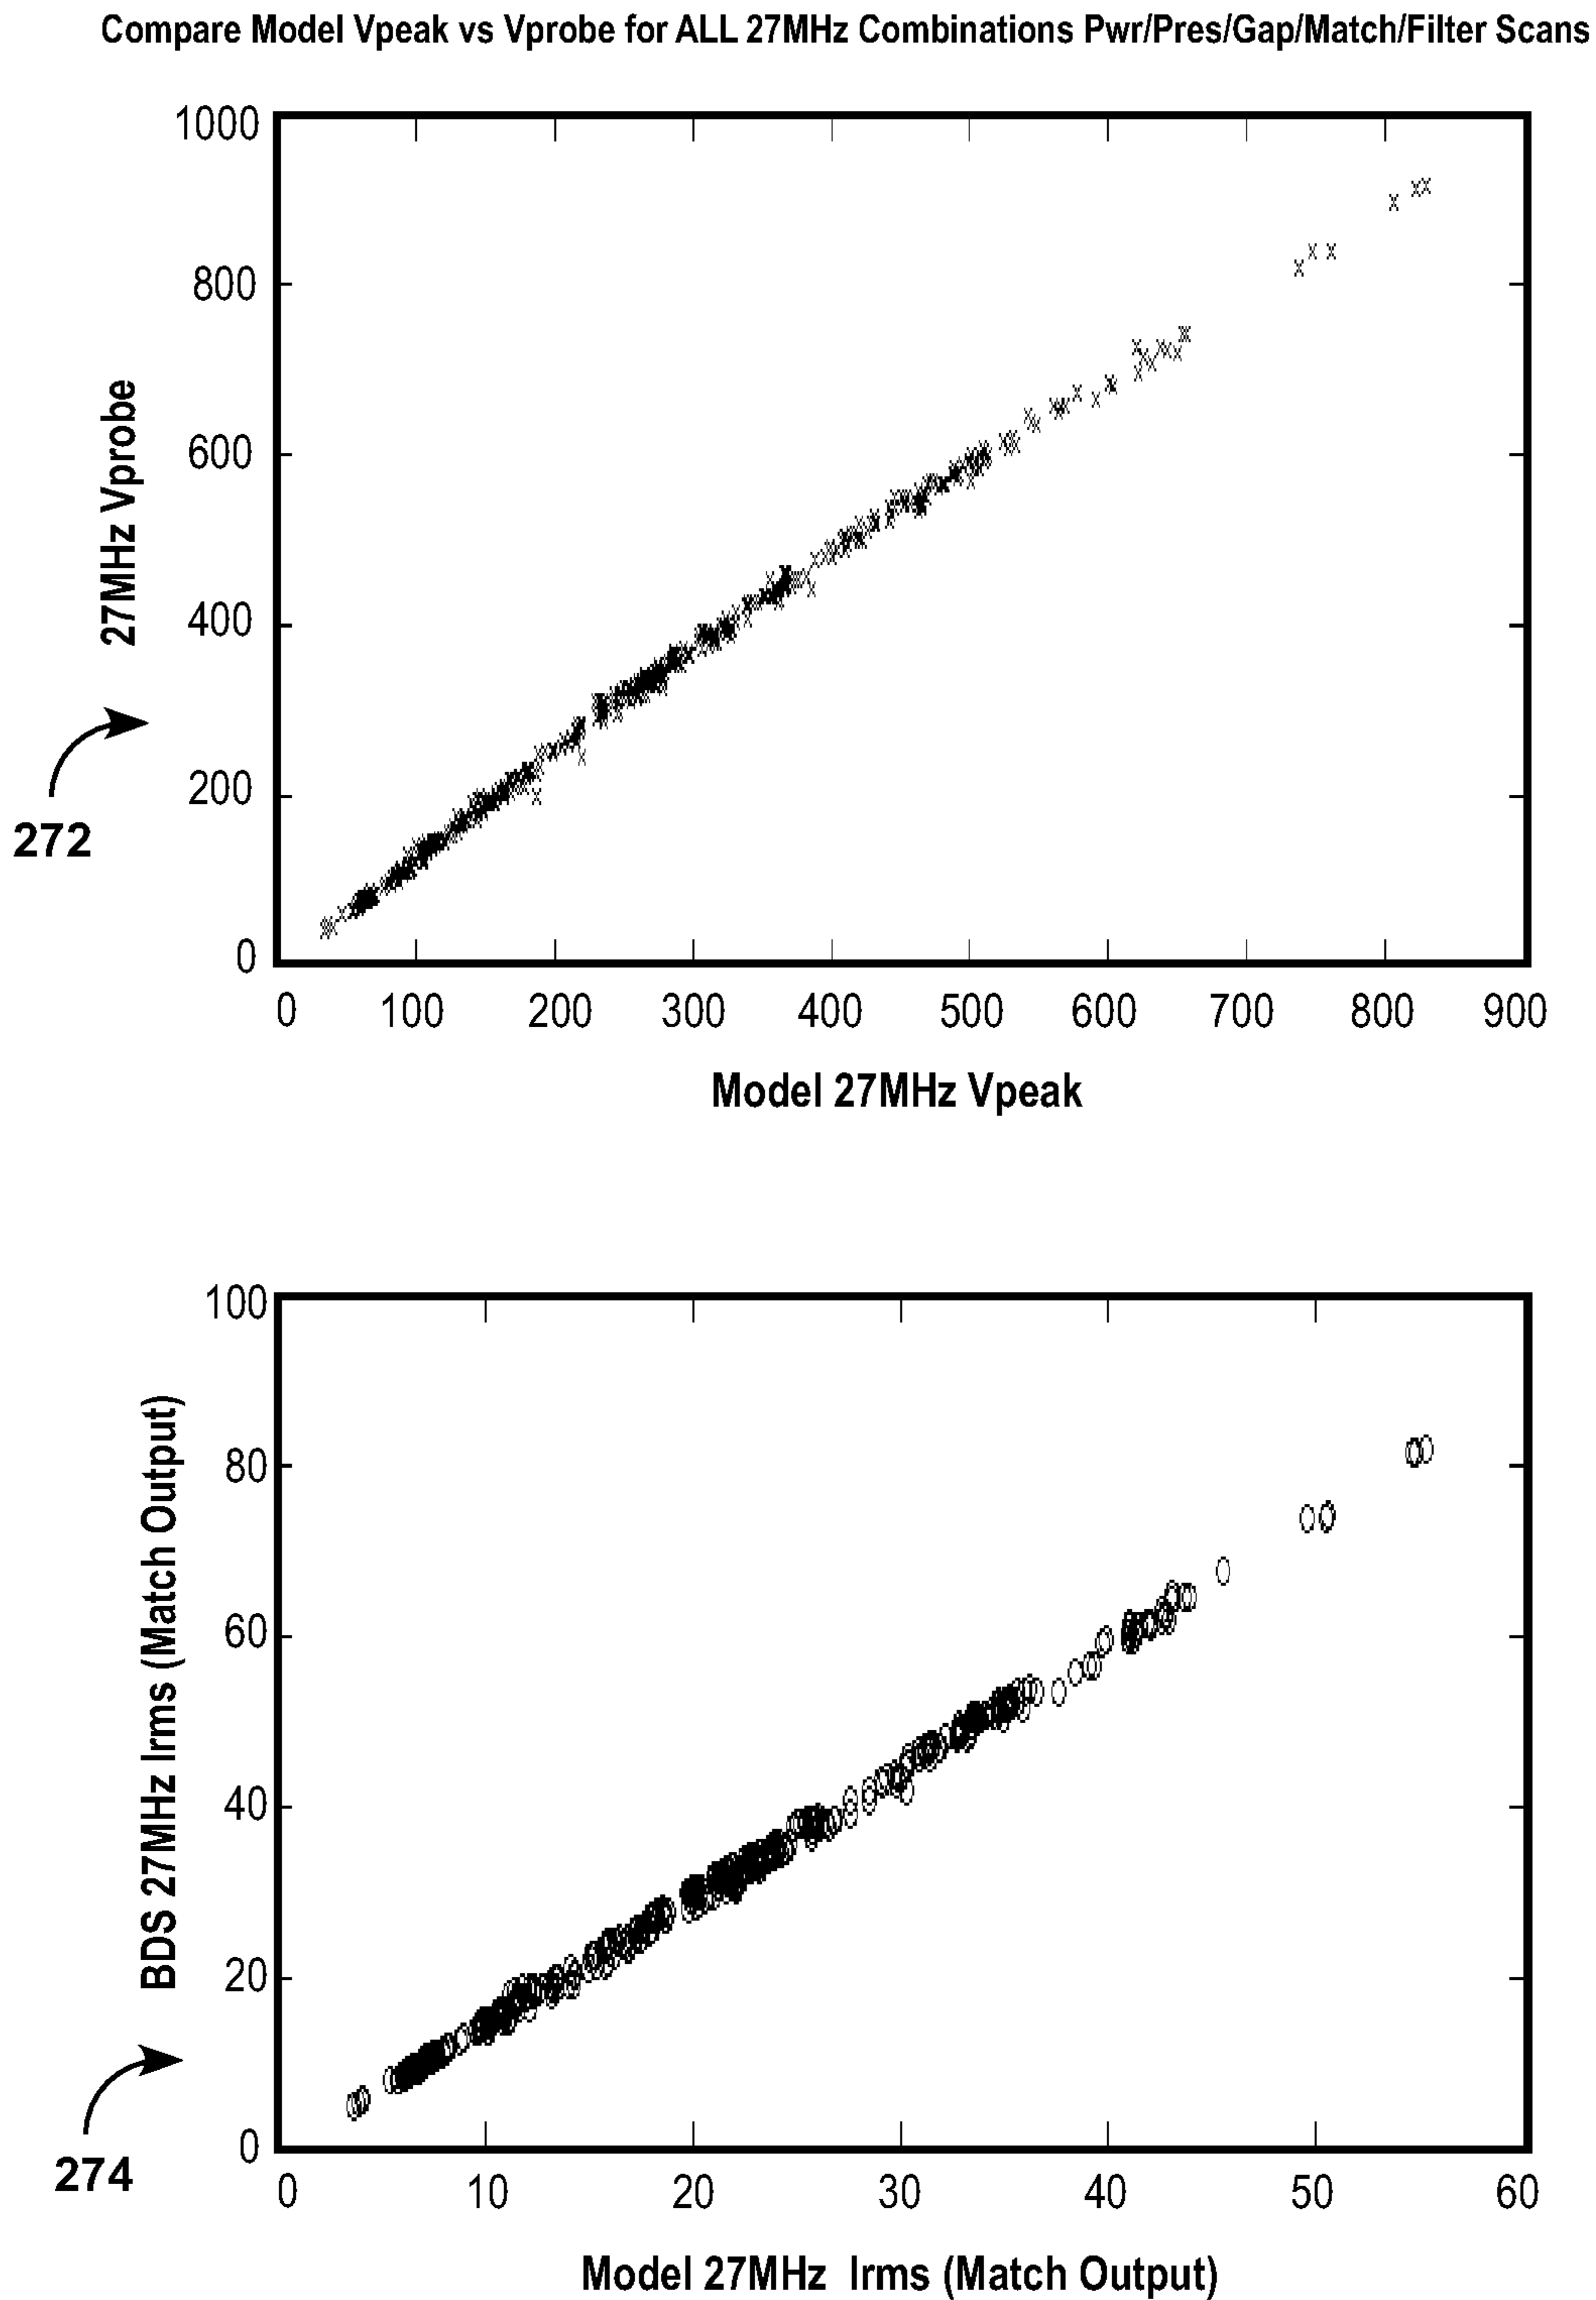 Compare Model Vpeak vs Vprobe for ALL 27MHz Combinations Pwr/Pres/Gap/Match/Filter Scans
1000
800
600
400
200
0
27MHz Vprobe
272
0 100 200 300 400 500 600 700 800 900
Model 27MHz Vpeak
100
80
60
40
20
0
BDS 27MHz Irms (Match Output)
274
0 10 20 30 40 50 60
Model 27MHz Irms (Match Output)